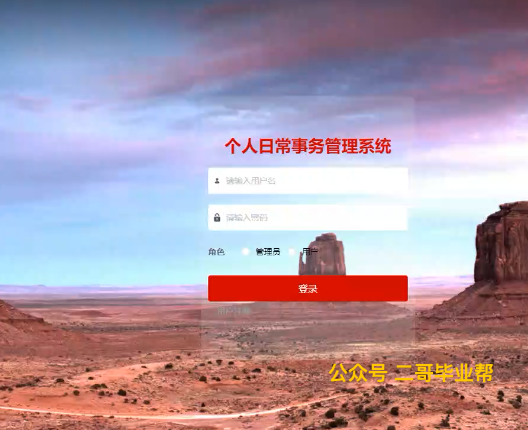 个人日常事务管理系统
请输入用户名
请输入密码
角色 管理员 用户
登录
公众号 二哥毕业帮